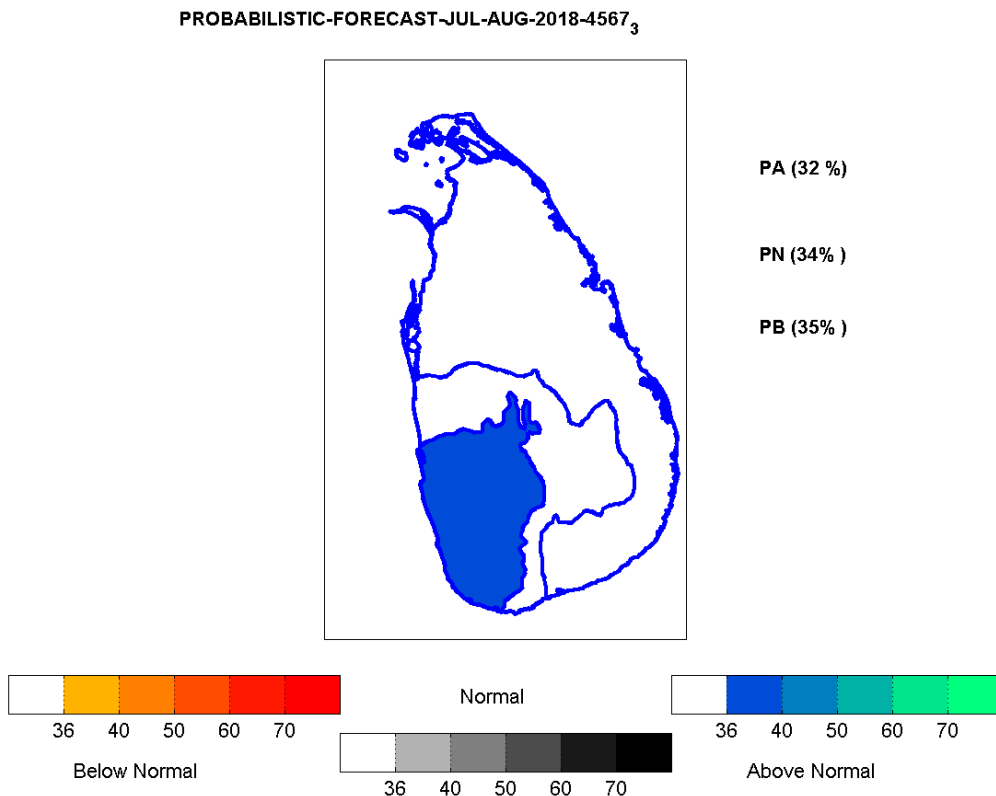 PROBABILISTIC-FORECAST-JUL-AUG-2018-4567₃
PA (32 %)
PN (34% )
PB (35% )
36 40 50 60 70
Below Normal
Normal
36 40 50 60 70
36 40 50 60 70
Above Normal